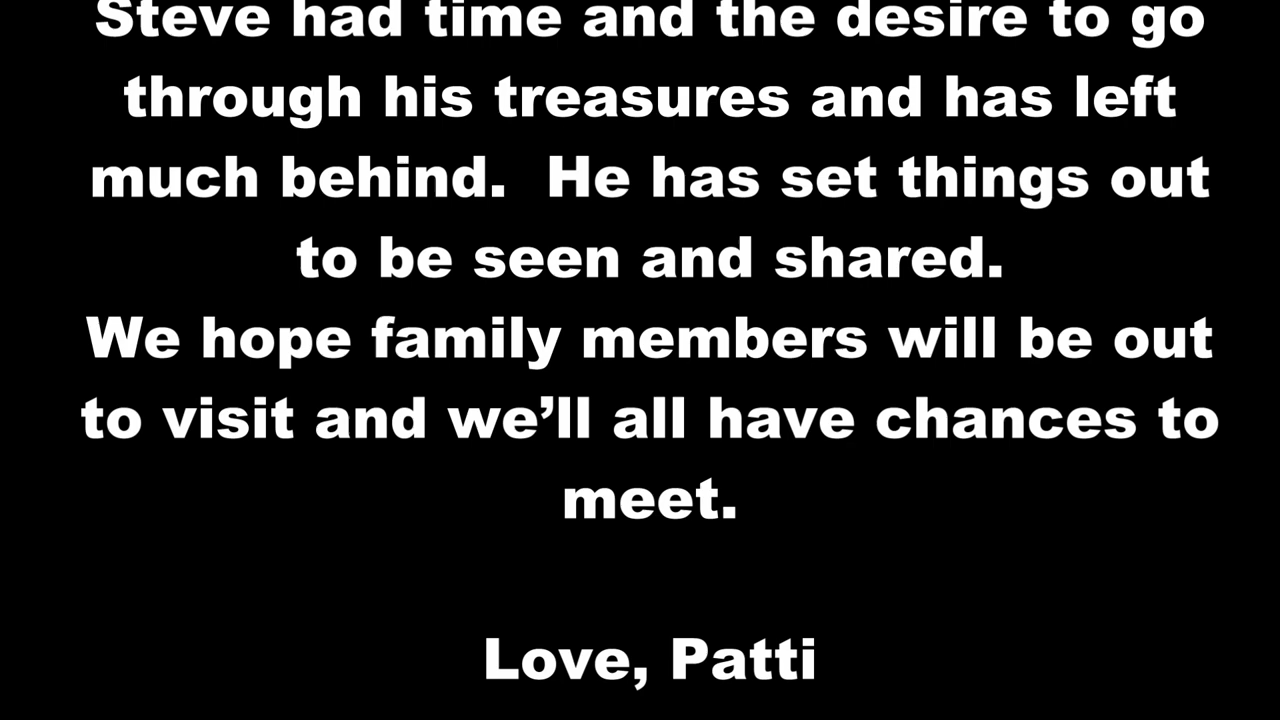 Steve had time and the desire to go
through his treasures and has left
much behind.  He has set things out
to be seen and shared.
We hope family members will be out
to visit and we’ll all have chances to
meet.
Love, Patti